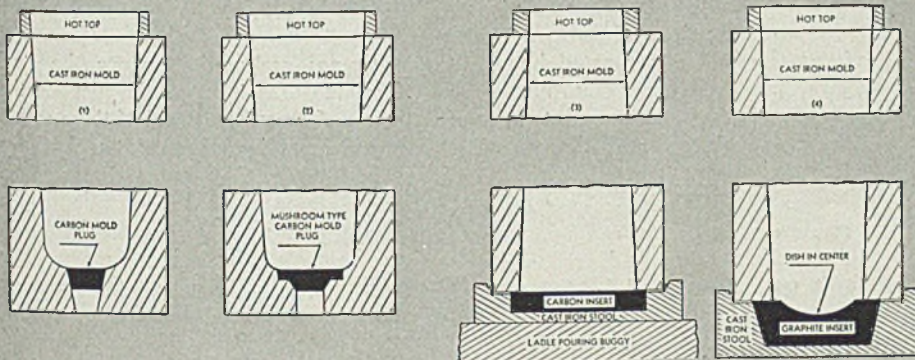 HOT TOP
CAST IRON MOLD
(1)
HOT TOP
CAST IRON MOLD
(2)
HOT TOP
CAST IRON MOLD
(3)
HOT TOP
CAST IRON MOLD
(4)
CARBON MOLD
PLUG
MUSHROOM TYPE
CARBON MOLD
PLUG
CARBON INSERT
CAST IRON STOOL
LADLE POURING BUGGY
DISH IN CENTER
CAST
IRON
STOOL
GRAPHITE INSERT